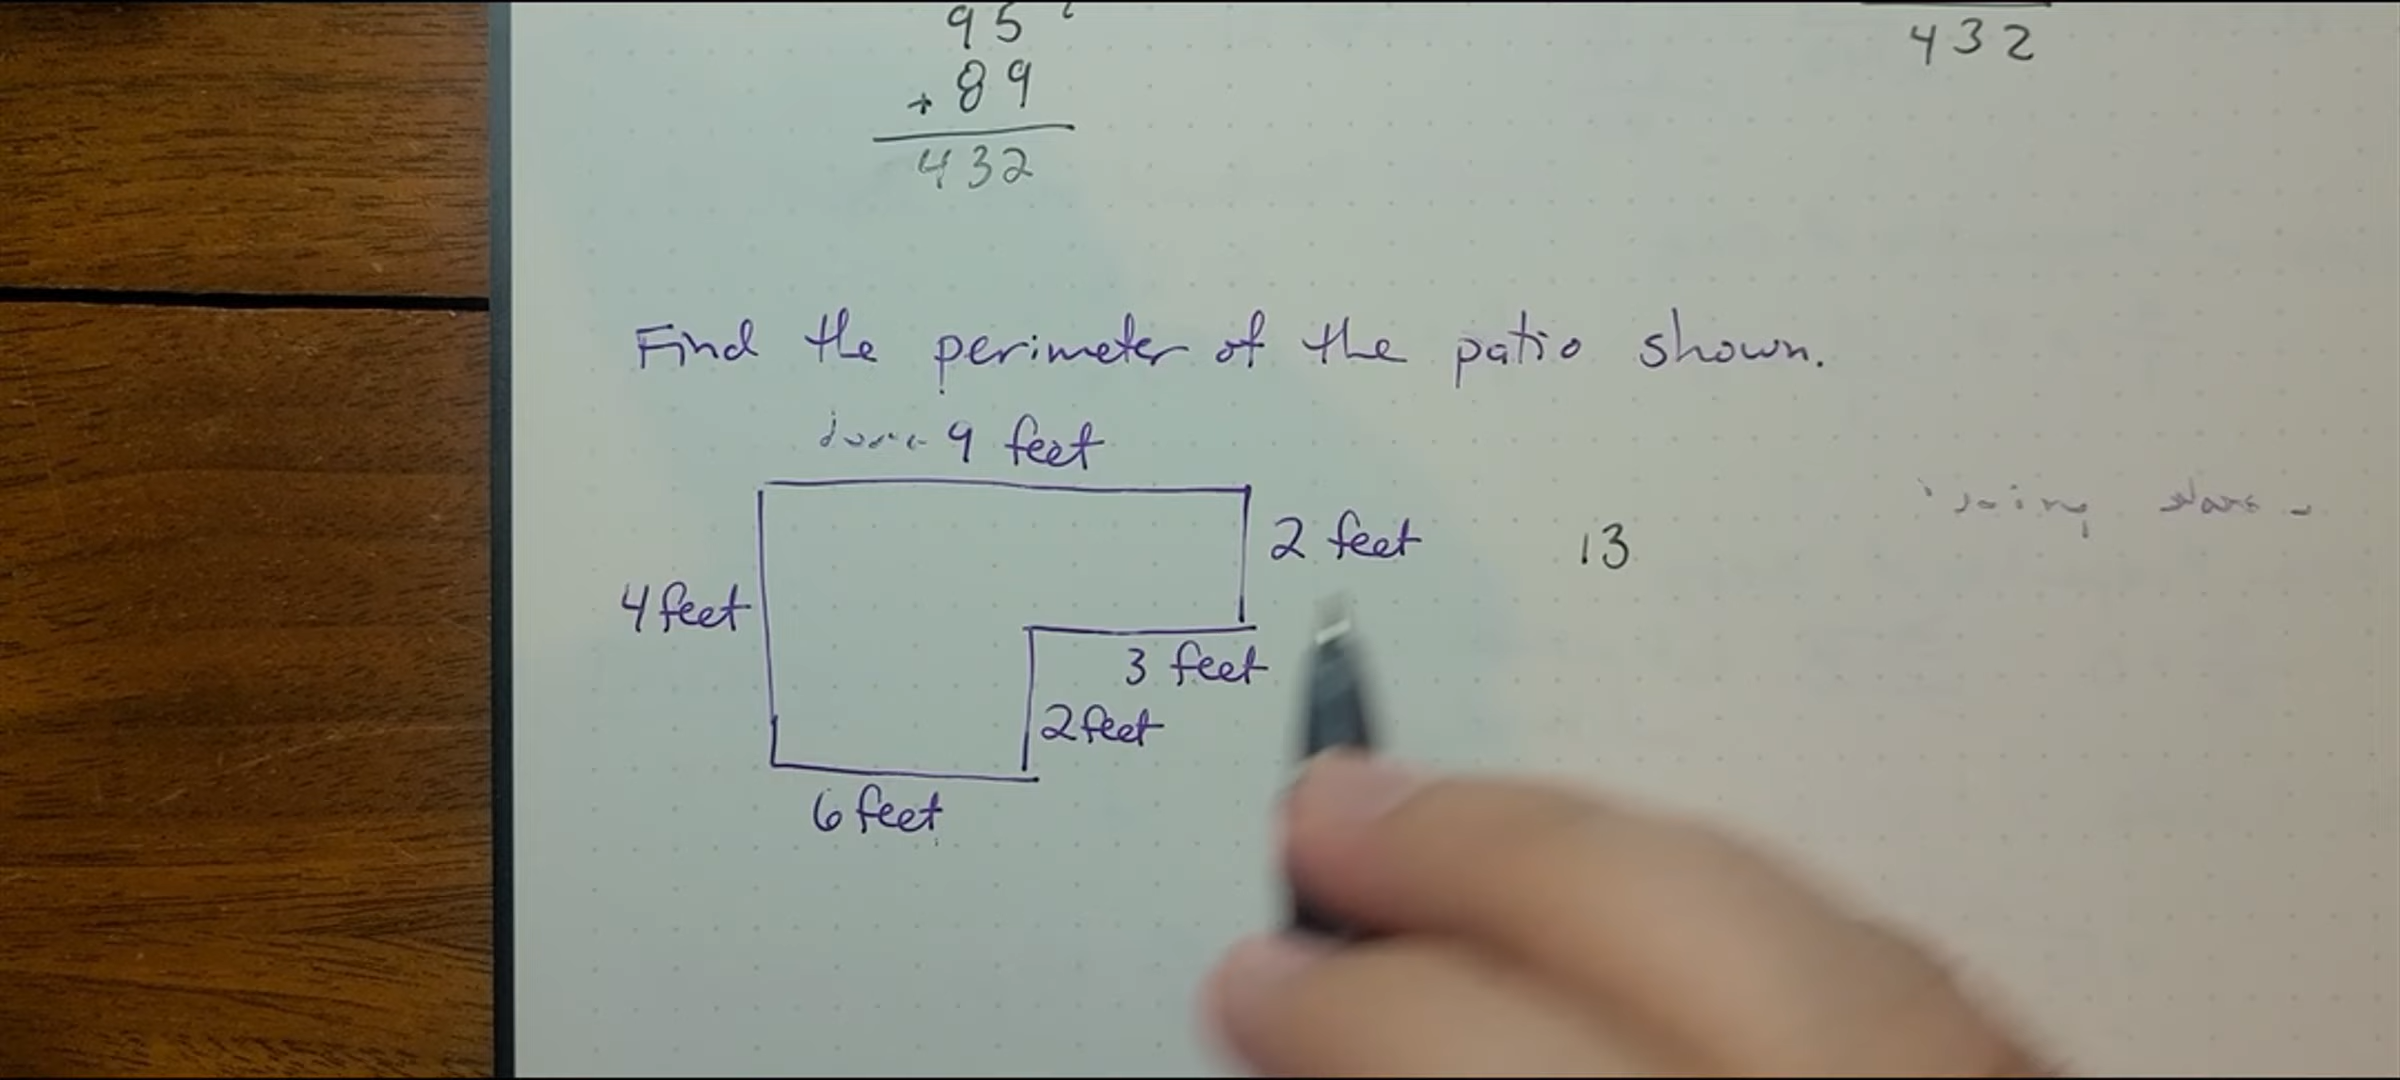 95
+ 89
432
432
Find the perimeter of the patio shown.
9 feet
2 feet
13
4 feet
3 feet
2 feet
6 feet